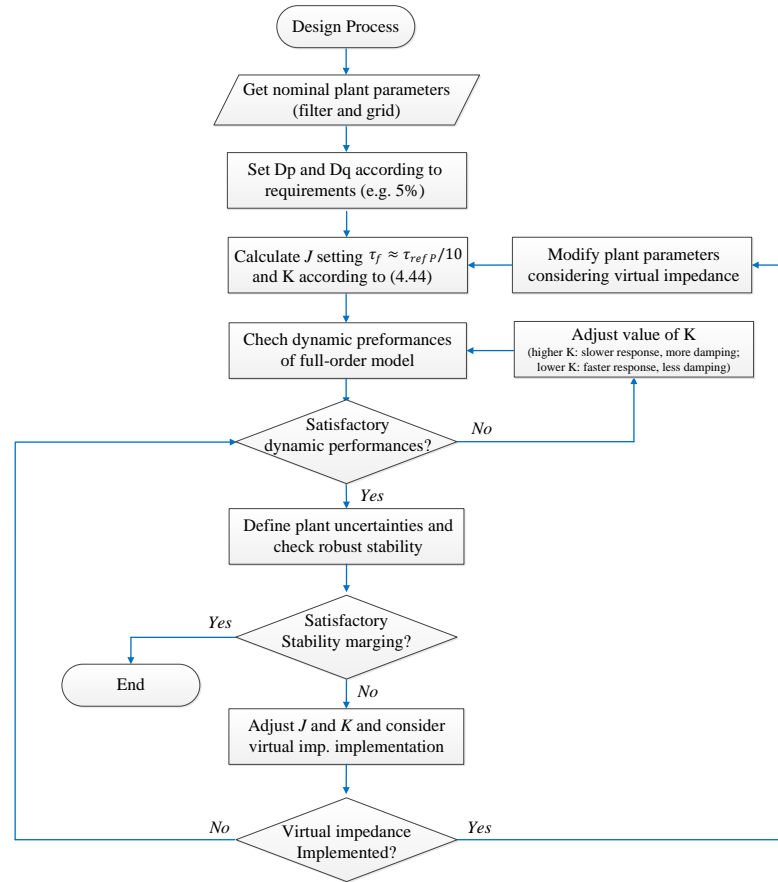 Design Process
Get nominal plant parameters
(filter and grid)
Set Dp and Dq according to
requirements (e.g. 5%)
Calculate J setting τ_f ≈ τ_{ref P}/10
and K according to (4.44)
Modify plant parameters
considering virtual impedance
Chech dynamic preformances
of full-order model
Adjust value of K
(higher K: slower response, more damping;
lower K: faster response, less damping)
Satisfactory
dynamic performances?
No
Yes
Define plant uncertainties and
check robust stability
Yes
Satisfactory
Stability marging?
End
No
Adjust J and K and consider
virtual imp. implementation
No
Virtual impedance
Implemented?
Yes